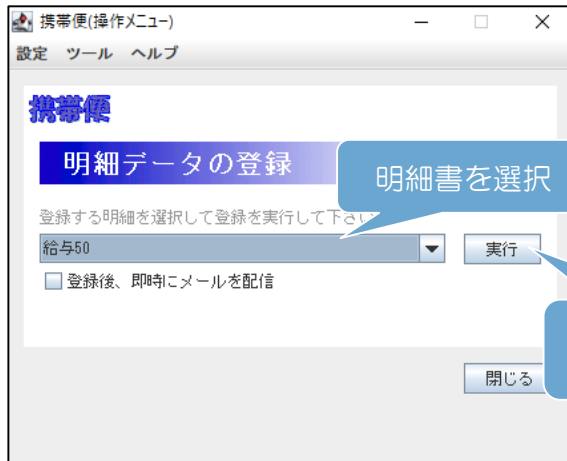 携帯便(操作メニュー)
設定 ツール ヘルプ
携帯便
明細データの登録
明細書を選択
登録する明細を選択して登録を実行して下さい
給与50
実行
登録後、即時にメールを配信
閉じる